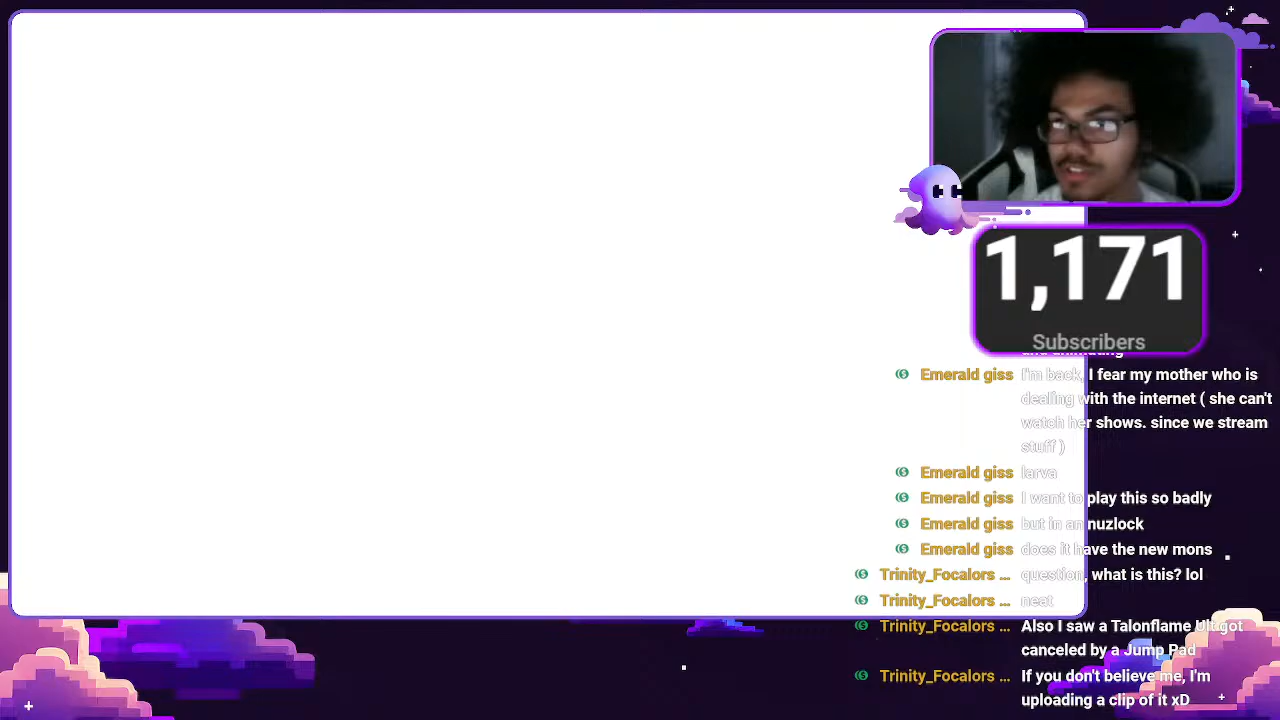 1,171
Subscribers
Emerald giss I'm back, I fear my mother who is
dealing with the internet ( she can't
watch her shows. since we stream
stuff )
Emerald giss larva
Emerald giss I want to play this so badly
Emerald giss but in an nuzlock
Emerald giss does it have the new mons
Trinity_Focalors ... question, what is this? lol
Trinity_Focalors ... neat
Trinity_Focalors ... Also I saw a Talonflame Ult got
canceled by a Jump Pad
Trinity_Focalors ... If you don't believe me, I'm
uploading a clip of it xD